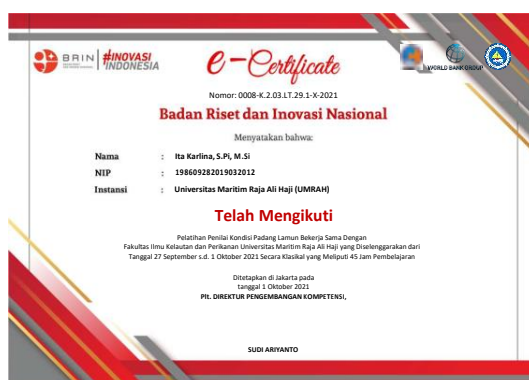 BRIN
#INOVASI
INDONESIA
e-Certificate
WORLD BANK GROUP
Nomor: 0008-K.2.03.LT.29.1-X-2021
Badan Riset dan Inovasi Nasional
Menyatakan bahwa:
Nama : Ita Karlina, S.Pi, M.Si
NIP : 198609282019032012
Instansi : Universitas Maritim Raja Ali Haji (UMRAH)
Telah Mengikuti
Pelatihan Penilai Kondisi Padang Lamun Bekerja Sama Dengan
Fakultas Ilmu Kelautan dan Perikanan Universitas Maritim Raja Ali Haji yang Diselenggarakan dari
Tanggal 27 September s.d. 1 Oktober 2021 Secara Klasikal yang Meliputi 45 Jam Pembelajaran
Ditetapkan di Jakarta pada
tanggal 1 Oktober 2021
Plt. DIREKTUR PENGEMBANGAN KOMPETENSI,
SUDI ARIYANTO